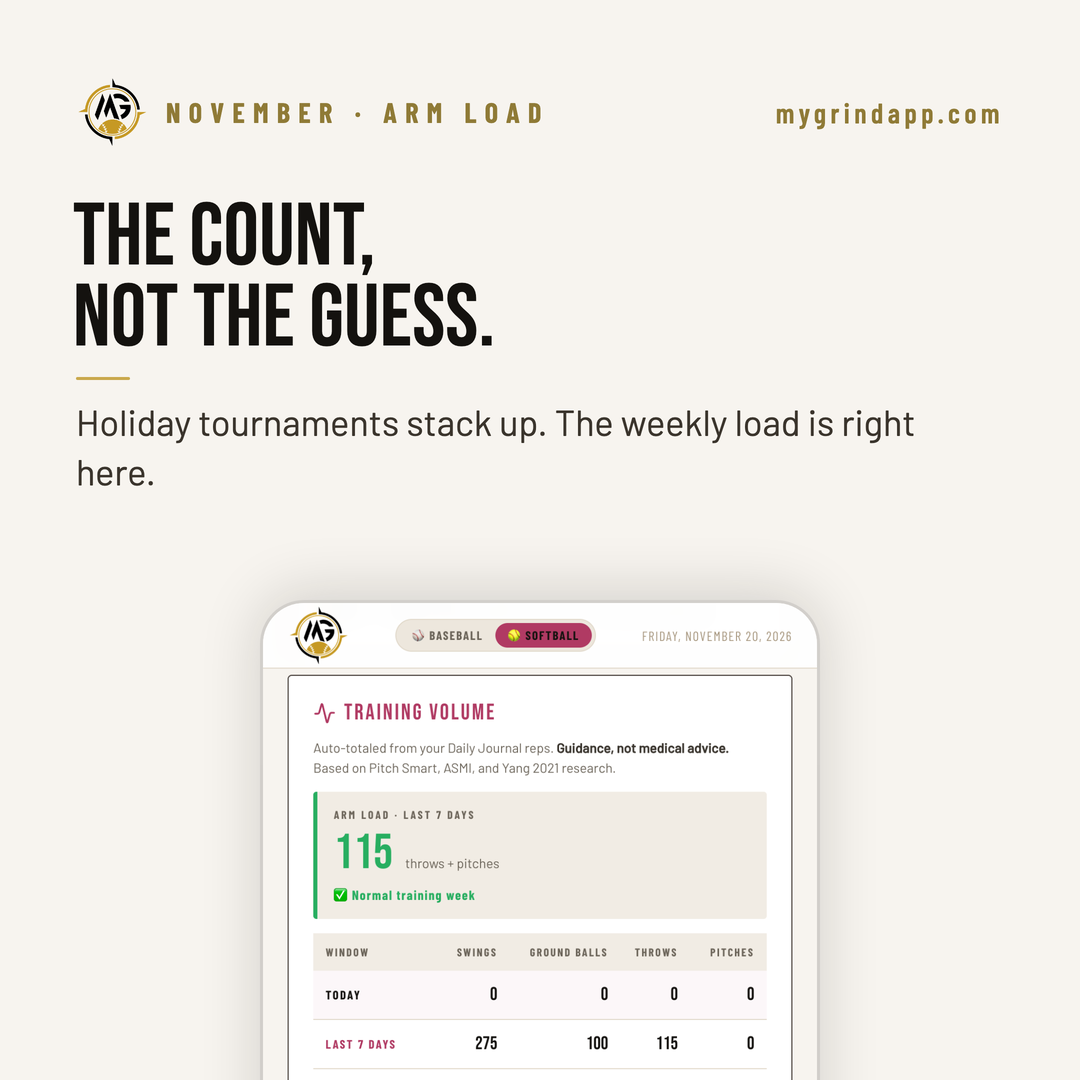 MG NOVEMBER · ARM LOAD mygrindapp.com
THE COUNT,
NOT THE GUESS.
Holiday tournaments stack up. The weekly load is right
here.
MG ⚾ BASEBALL 🥎 SOFTBALL FRIDAY, NOVEMBER 20, 2026
TRAINING VOLUME
Auto-totaled from your Daily Journal reps. Guidance, not medical advice.
Based on Pitch Smart, ASMI, and Yang 2021 research.
ARM LOAD · LAST 7 DAYS
115 throws + pitches
✅ Normal training week
WINDOW SWINGS GROUND BALLS THROWS PITCHES
TODAY 0 0 0 0
LAST 7 DAYS 275 100 115 0